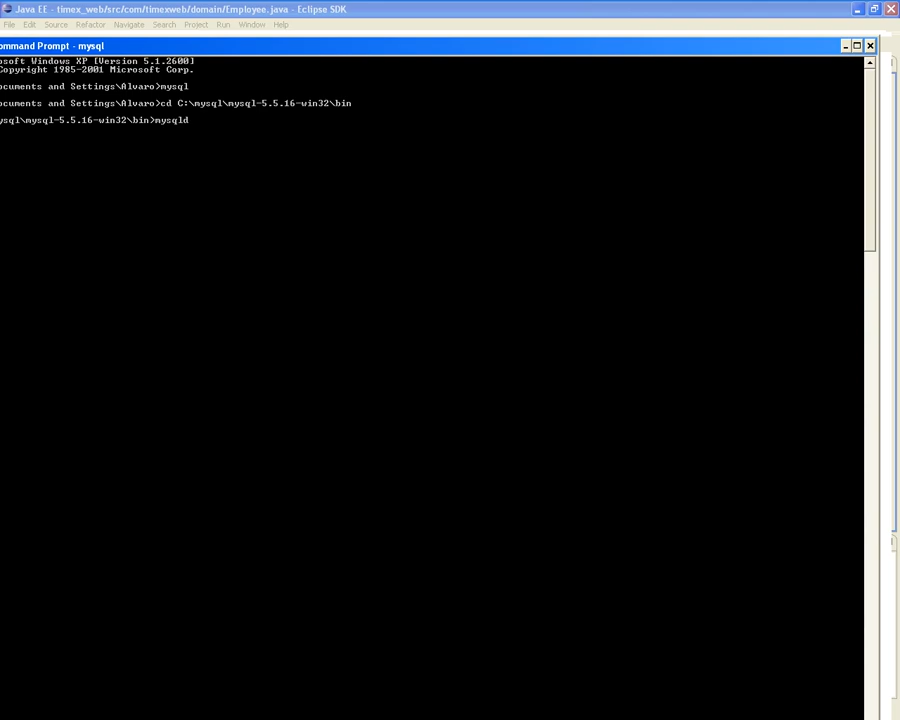 Java EE - timex_web/src/com/timexweb/domain/Employee.java - Eclipse SDK
File Edit Source Refactor Navigate Search Project Run Window Help
ommand Prompt - mysql
osoft Windows XP [Version 5.1.2600]
Copyright 1985-2001 Microsoft Corp.
ocuments and Settings\Alvaro>mysql
ocuments and Settings\Alvaro>cd C:\mysql\mysql-5.5.16-win32\bin
ysql\mysql-5.5.16-win32\bin>mysqld